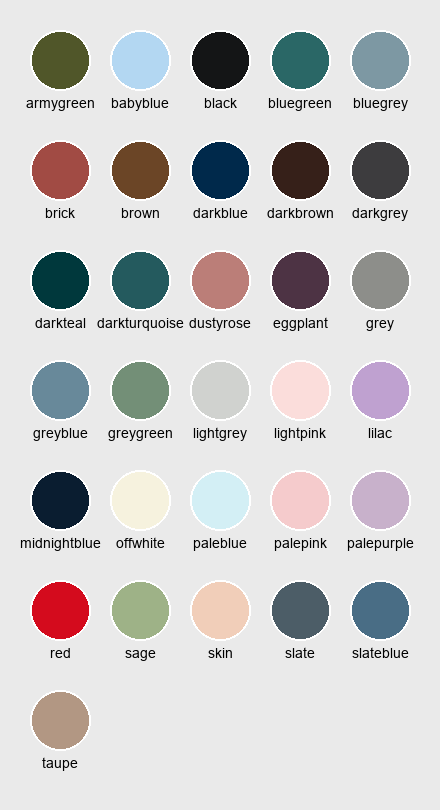 armygreen babyblue black bluegreen bluegrey
brick brown darkblue darkbrown darkgrey
darkteal darkturquoise dustyrose eggplant grey
greyblue greygreen lightgrey lightpink lilac
midnightblue offwhite paleblue palepink palepurple
red sage skin slate slateblue
taupe